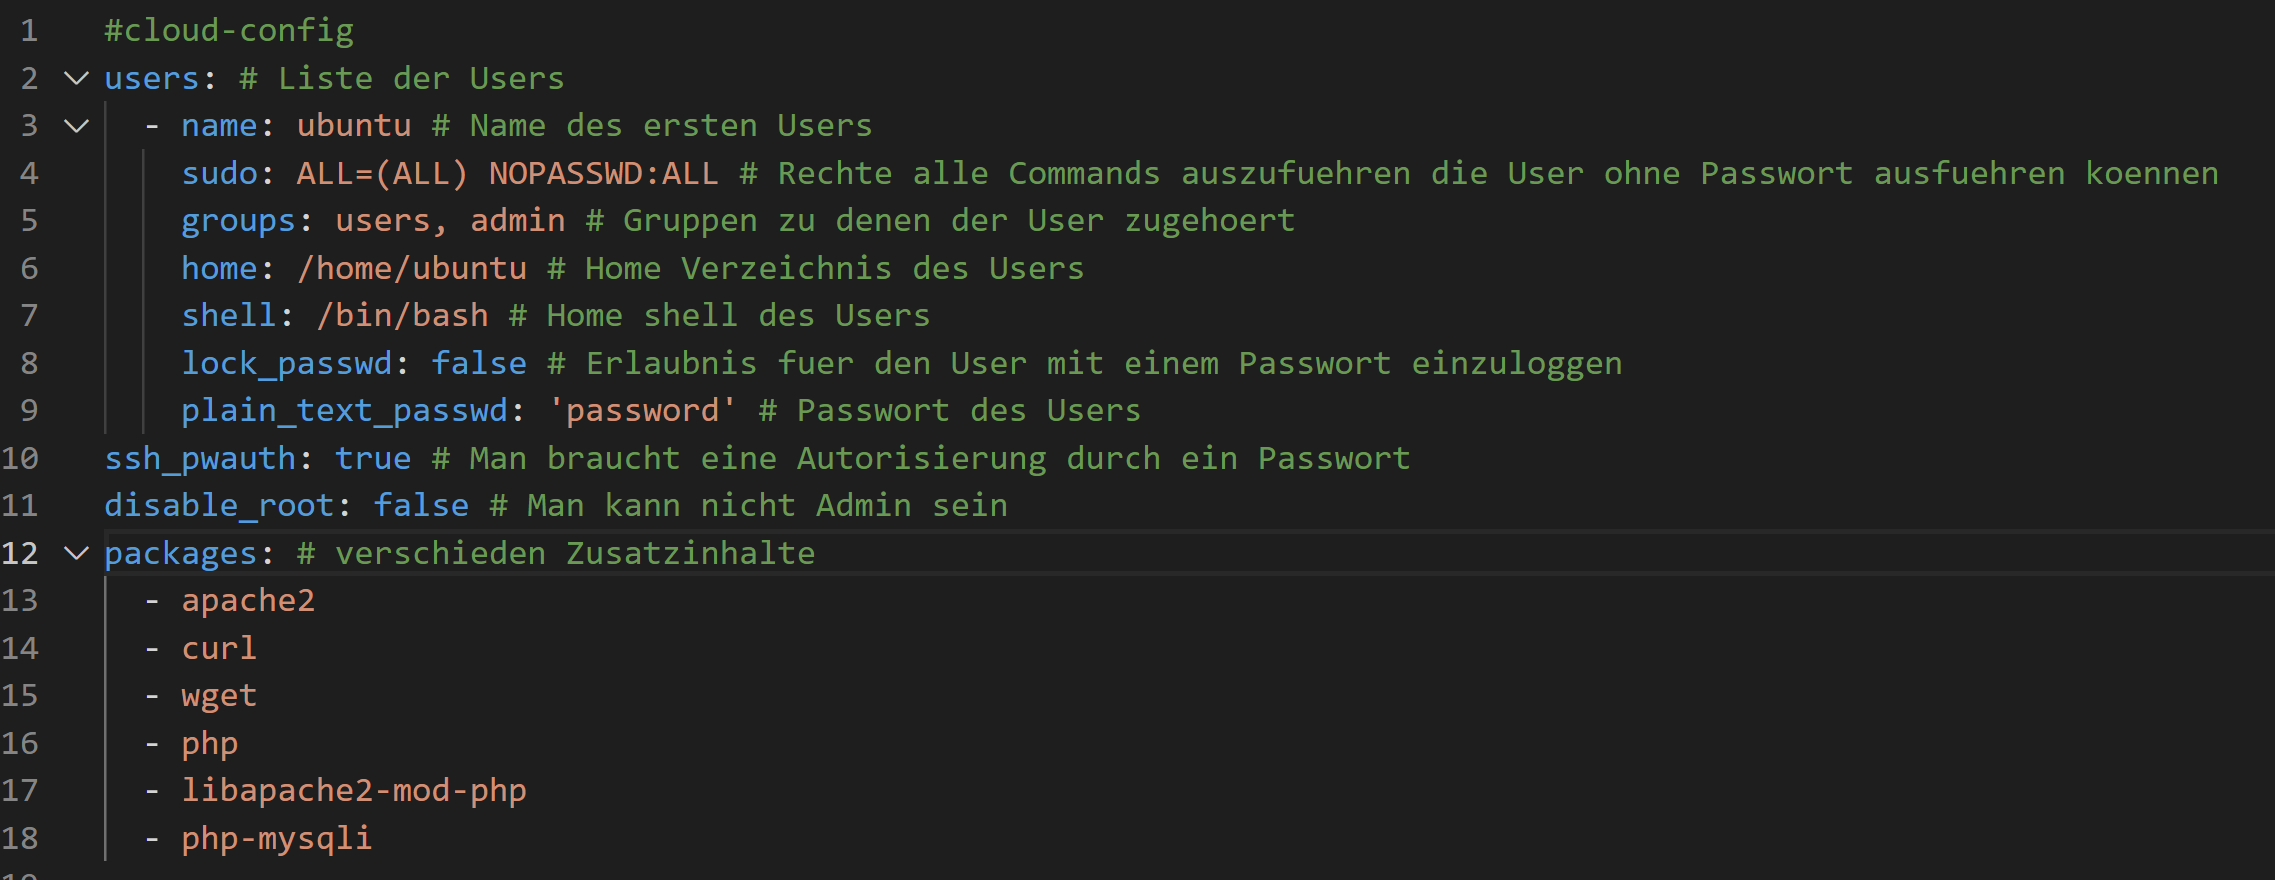 1 #cloud-config
2 users: # Liste der Users
3 - name: ubuntu # Name des ersten Users
4 sudo: ALL=(ALL) NOPASSWD:ALL # Rechte alle Commands auszufuehren die User ohne Passwort ausfuehren koennen
5 groups: users, admin # Gruppen zu denen der User zugehoert
6 home: /home/ubuntu # Home Verzeichnis des Users
7 shell: /bin/bash # Home shell des Users
8 lock_passwd: false # Erlaubnis fuer den User mit einem Passwort einzuloggen
9 plain_text_passwd: 'password' # Passwort des Users
10 ssh_pwauth: true # Man braucht eine Autorisierung durch ein Passwort
11 disable_root: false # Man kann nicht Admin sein
12 packages: # verschieden Zusatzinhalte
13 - apache2
14 - curl
15 - wget
16 - php
17 - libapache2-mod-php
18 - php-mysqli